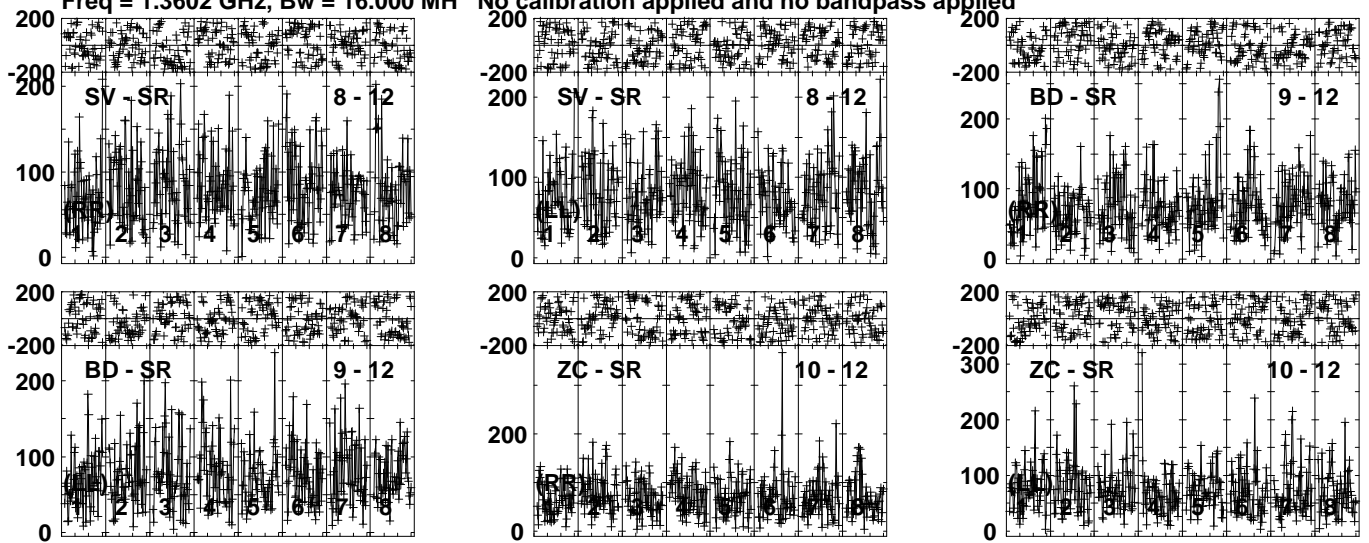 Freq = 1.3602 GHz, Bw = 16.000 MH No calibration applied and no bandpass applied
200 200 200
-200 -200 -200
SV - SR 8 - 12 SV - SR 8 - 12 BD - SR 9 - 12
200 200 200
100 100 100
(RR) (LL) (RR)
1 2 3 4 5 6 7 8 1 2 3 4 5 6 7 8 1 2 3 4 5 6 7 8
0 0 0
200 200 200
-200 -200 -200
BD - SR 9 - 12 ZC - SR 10 - 12 ZC - SR 10 - 12
200 200 300
200
100 100
(LL) (RR) (LL)
1 2 3 4 5 6 7 8 1 2 3 4 5 6 7 8 1 2 3 4 5 6 7 8
0 0 0